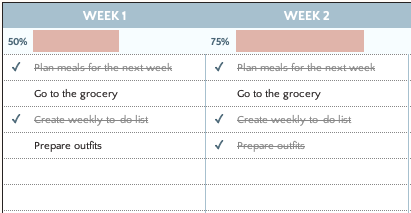 WEEK 1
50%
✓ Plan meals for the next week
Go to the grocery
✓ Create weekly to-do list
Prepare outfits
WEEK 2
75%
✓ Plan meals for the next week
Go to the grocery
✓ Create weekly to-do list
✓ Prepare outfits